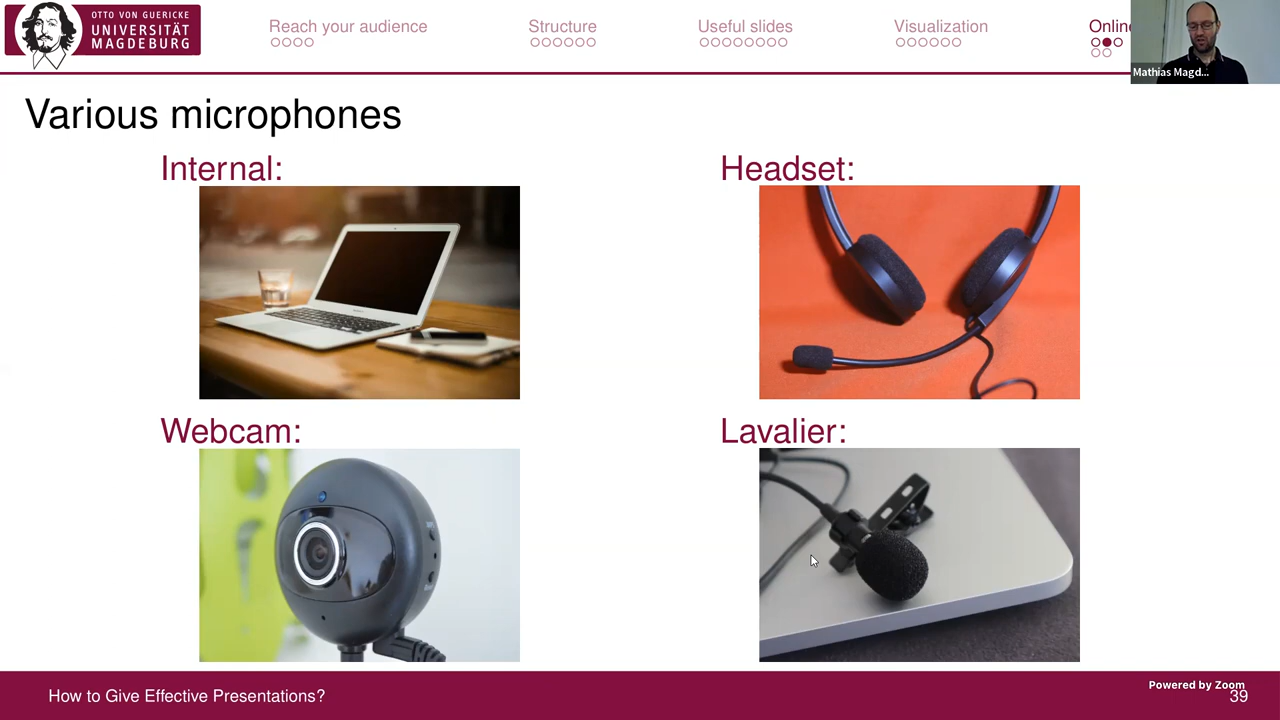 OTTO VON GUERICKE
UNIVERSITÄT
MAGDEBURG
Reach your audience
Structure
Useful slides
Visualization
Mathias Magd...
Various microphones
Internal:
Headset:
Webcam:
Lavalier:
How to Give Effective Presentations?
Powered by Zoom
39